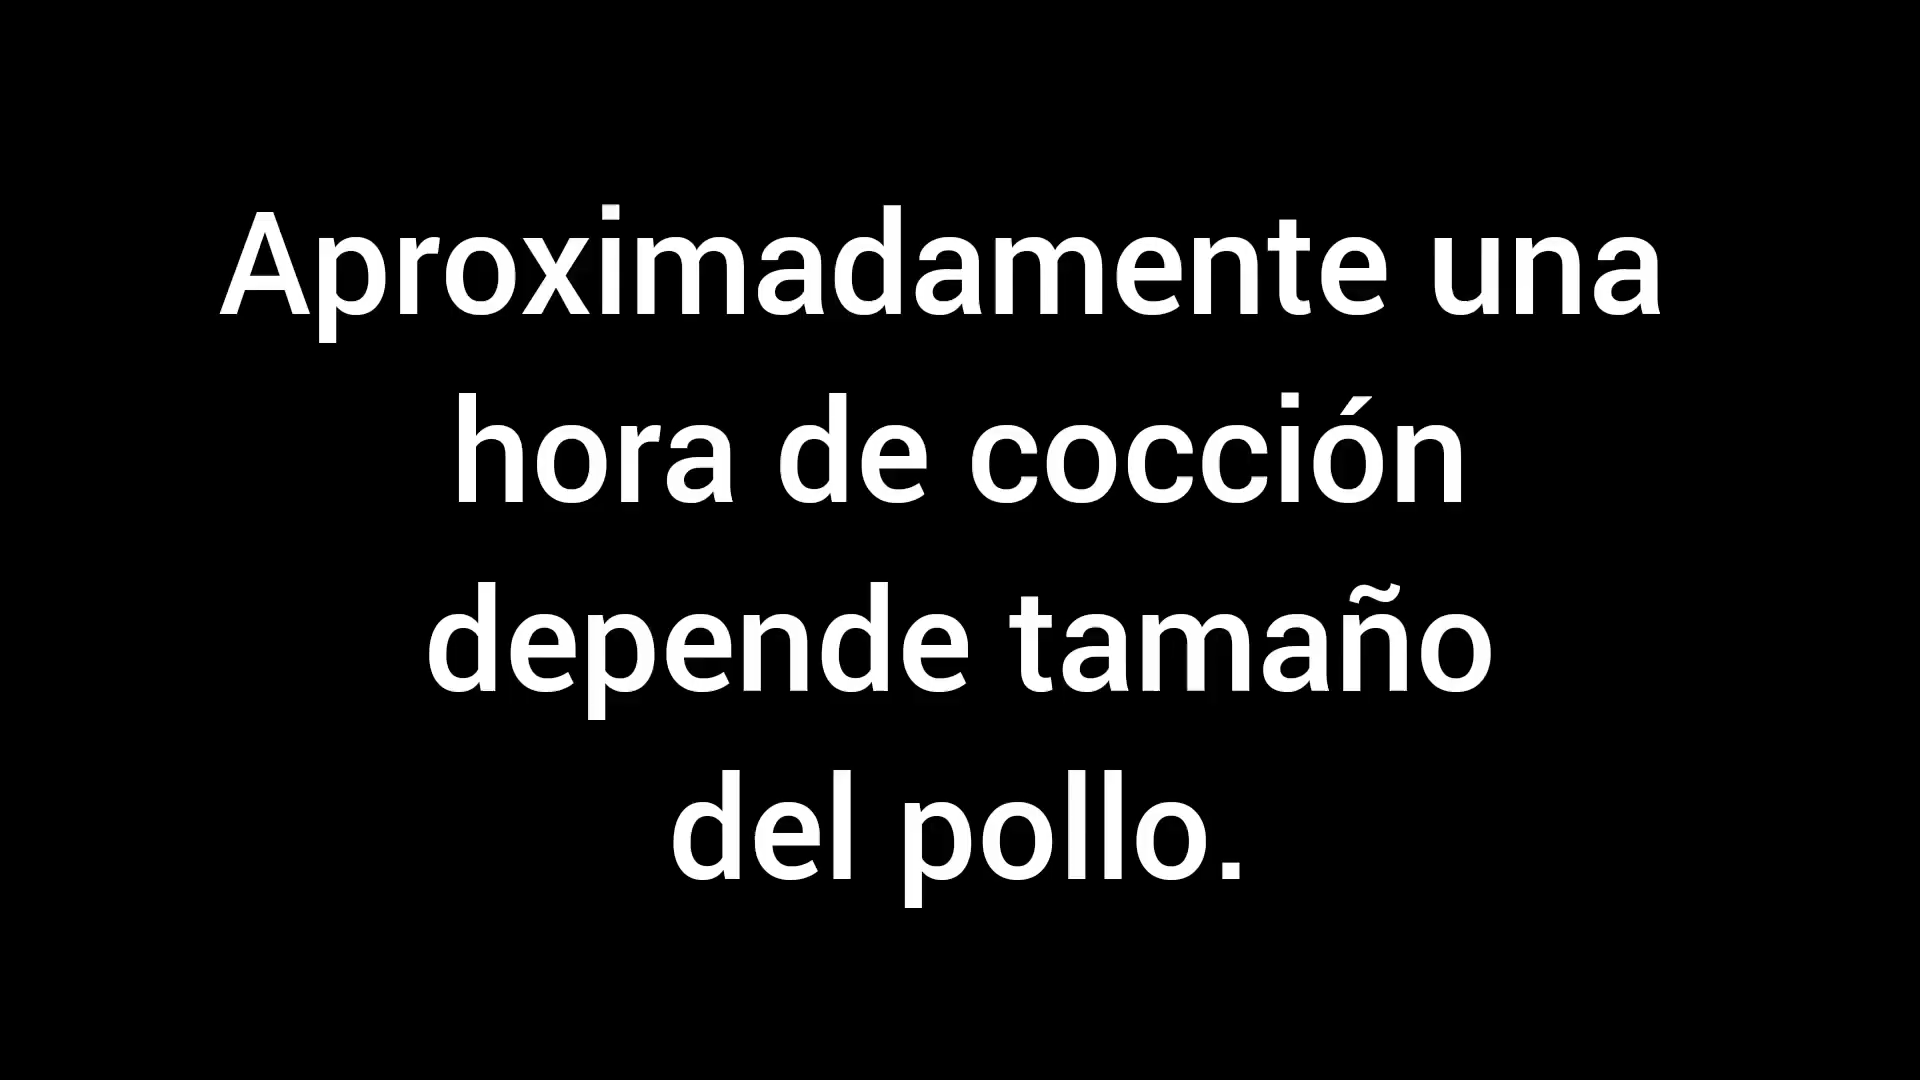 Aproximadamente una
hora de cocción
depende tamaño
del pollo.